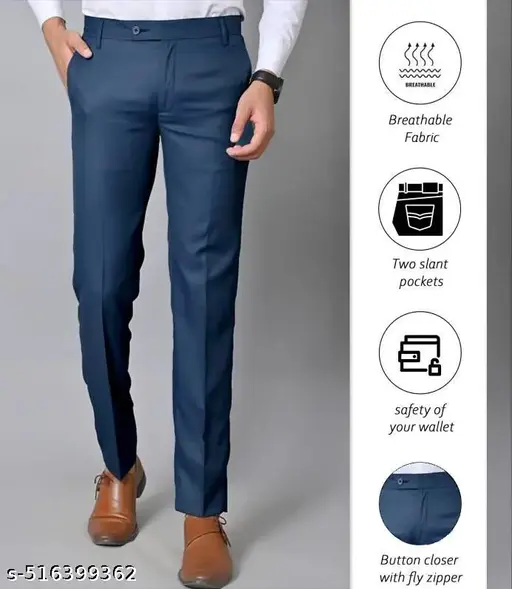 BREATHABLE
Breathable
Fabric
Two slant
pockets
safety of
your wallet
Button closer
with fly zipper
s-516399362